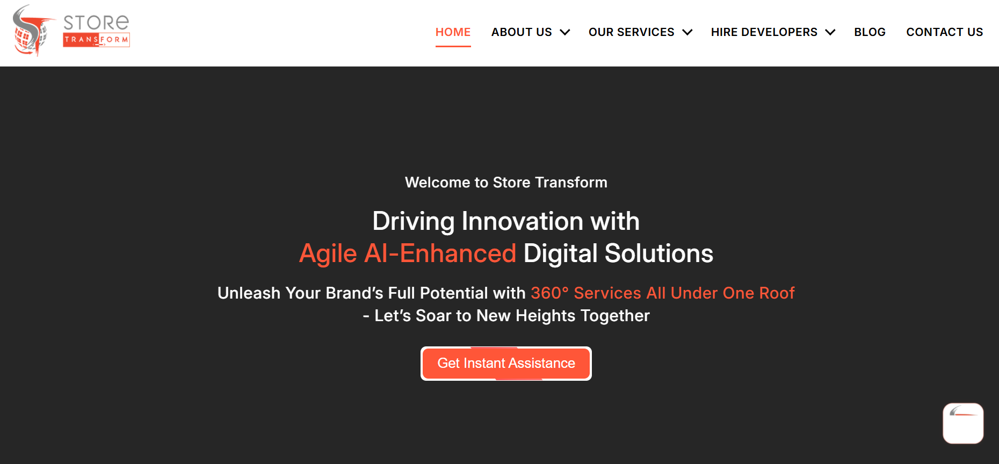 STORE
TRANSFORM
HOME ABOUT US OUR SERVICES HIRE DEVELOPERS BLOG CONTACT US
Welcome to Store Transform
Driving Innovation with
Agile AI-Enhanced Digital Solutions
Unleash Your Brand’s Full Potential with 360° Services All Under One Roof
- Let’s Soar to New Heights Together
Get Instant Assistance